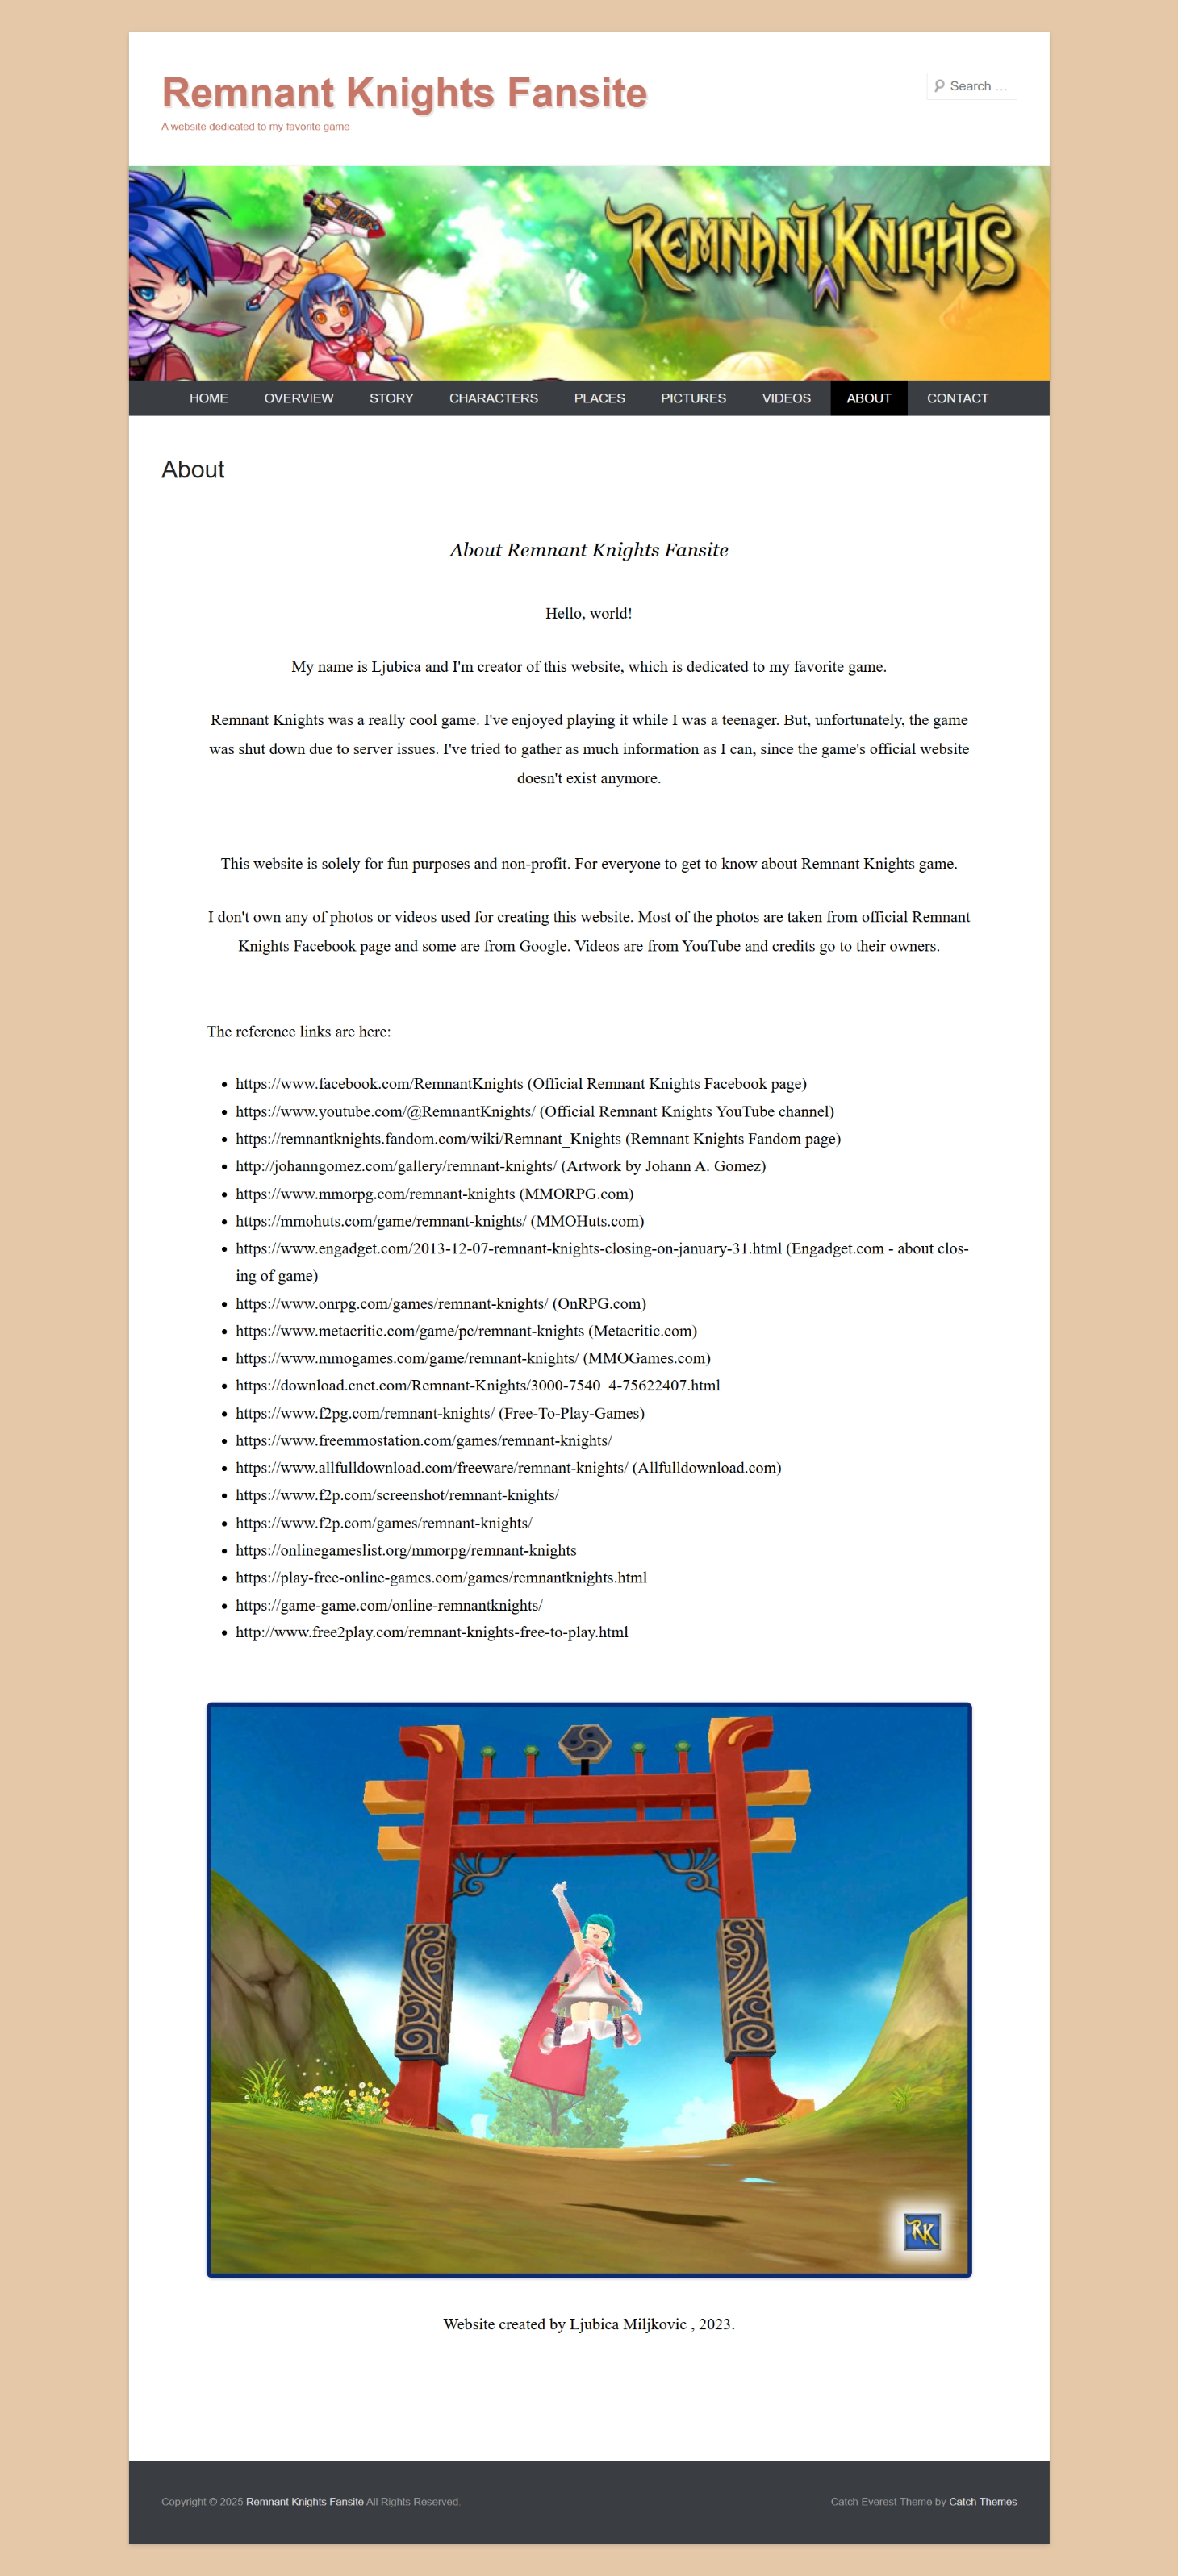 Remnant Knights Fansite
A website dedicated to my favorite game
Search …
REMNANT KNIGHTS
HOME OVERVIEW STORY CHARACTERS PLACES PICTURES VIDEOS ABOUT CONTACT
About
About Remnant Knights Fansite
Hello, world!
My name is Ljubica and I'm creator of this website, which is dedicated to my favorite game.
Remnant Knights was a really cool game. I've enjoyed playing it while I was a teenager. But, unfortunately, the game
was shut down due to server issues. I've tried to gather as much information as I can, since the game's official website
doesn't exist anymore.
This website is solely for fun purposes and non-profit. For everyone to get to know about Remnant Knights game.
I don't own any of photos or videos used for creating this website. Most of the photos are taken from official Remnant
Knights Facebook page and some are from Google. Videos are from YouTube and credits go to their owners.
The reference links are here:
• https://www.facebook.com/RemnantKnights (Official Remnant Knights Facebook page)
• https://www.youtube.com/@RemnantKnights/ (Official Remnant Knights YouTube channel)
• https://remnantknights.fandom.com/wiki/Remnant_Knights (Remnant Knights Fandom page)
• http://johanngomez.com/gallery/remnant-knights/ (Artwork by Johann A. Gomez)
• https://www.mmorpg.com/remnant-knights (MMORPG.com)
• https://mmohuts.com/game/remnant-knights/ (MMOHuts.com)
• https://www.engadget.com/2013-12-07-remnant-knights-closing-on-january-31.html (Engadget.com - about clos-
ing of game)
• https://www.onrpg.com/games/remnant-knights/ (OnRPG.com)
• https://www.metacritic.com/game/pc/remnant-knights (Metacritic.com)
• https://www.mmogames.com/game/remnant-knights/ (MMOGames.com)
• https://download.cnet.com/Remnant-Knights/3000-7540_4-75622407.html
• https://www.f2pg.com/remnant-knights/ (Free-To-Play-Games)
• https://www.freemmostation.com/games/remnant-knights/
• https://www.allfulldownload.com/freeware/remnant-knights/ (Allfulldownload.com)
• https://www.f2p.com/screenshot/remnant-knights/
• https://www.f2p.com/games/remnant-knights/
• https://onlinegameslist.org/mmorpg/remnant-knights
• https://play-free-online-games.com/games/remnantknights.html
• https://game-game.com/online-remnantknights/
• http://www.free2play.com/remnant-knights-free-to-play.html
RK
Website created by Ljubica Miljkovic , 2023.
Copyright © 2025 Remnant Knights Fansite All Rights Reserved.
Catch Everest Theme by Catch Themes